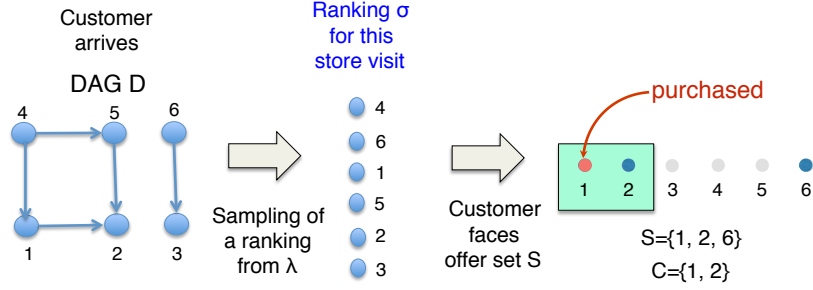 Customer
arrives
DAG D
4
5
6
1
2
3
Sampling of
a ranking
from λ
Ranking σ
for this
store visit
4
6
1
5
2
3
Customer
faces
offer set S
purchased
1 2 3 4 5 6
S={1, 2, 6}
C={1, 2}